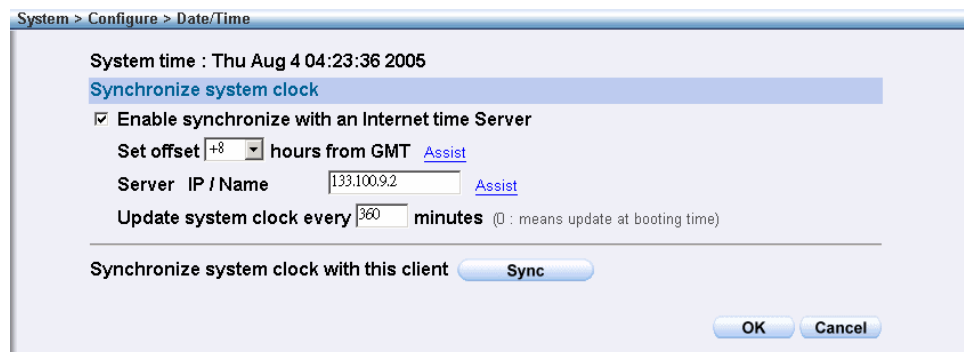 System > Configure > Date/Time
System time : Thu Aug 4 04:23:36 2005
Synchronize system clock
Enable synchronize with an Internet time Server
Set offset +8 hours from GMT Assist
Server IP / Name 133.100.9.2 Assist
Update system clock every 360 minutes (0 : means update at booting time)
Synchronize system clock with this client Sync
OK Cancel